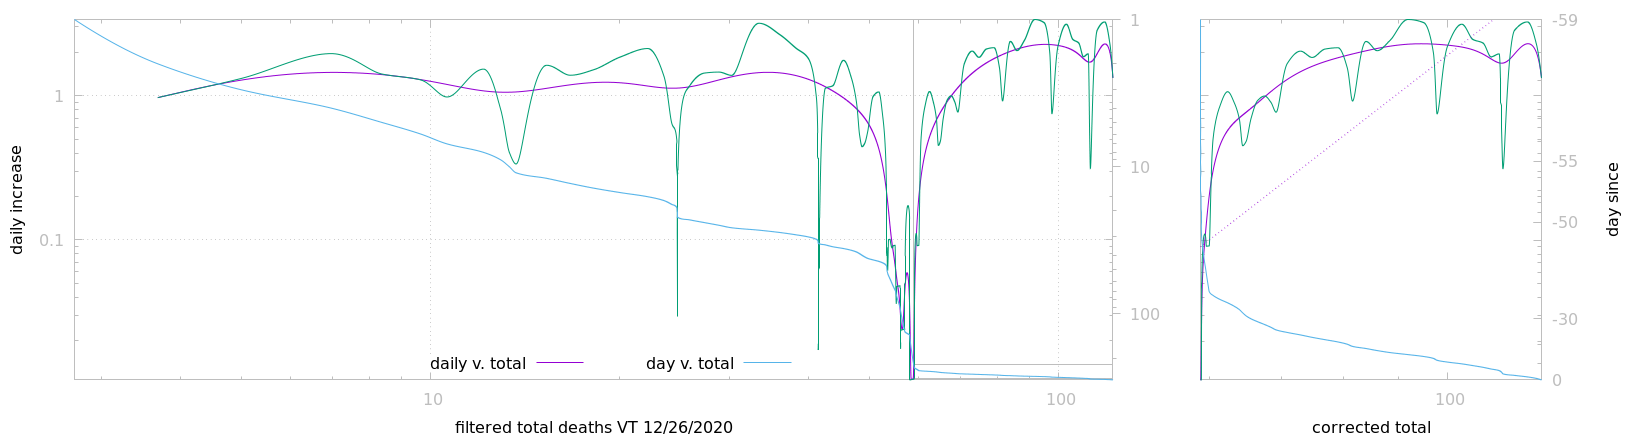 1
0.1
daily increase
10
100
filtered total deaths VT 12/26/2020
daily v. total
day v. total
1
10
100
100
corrected total
-59
-55
-50
-30
0
day since